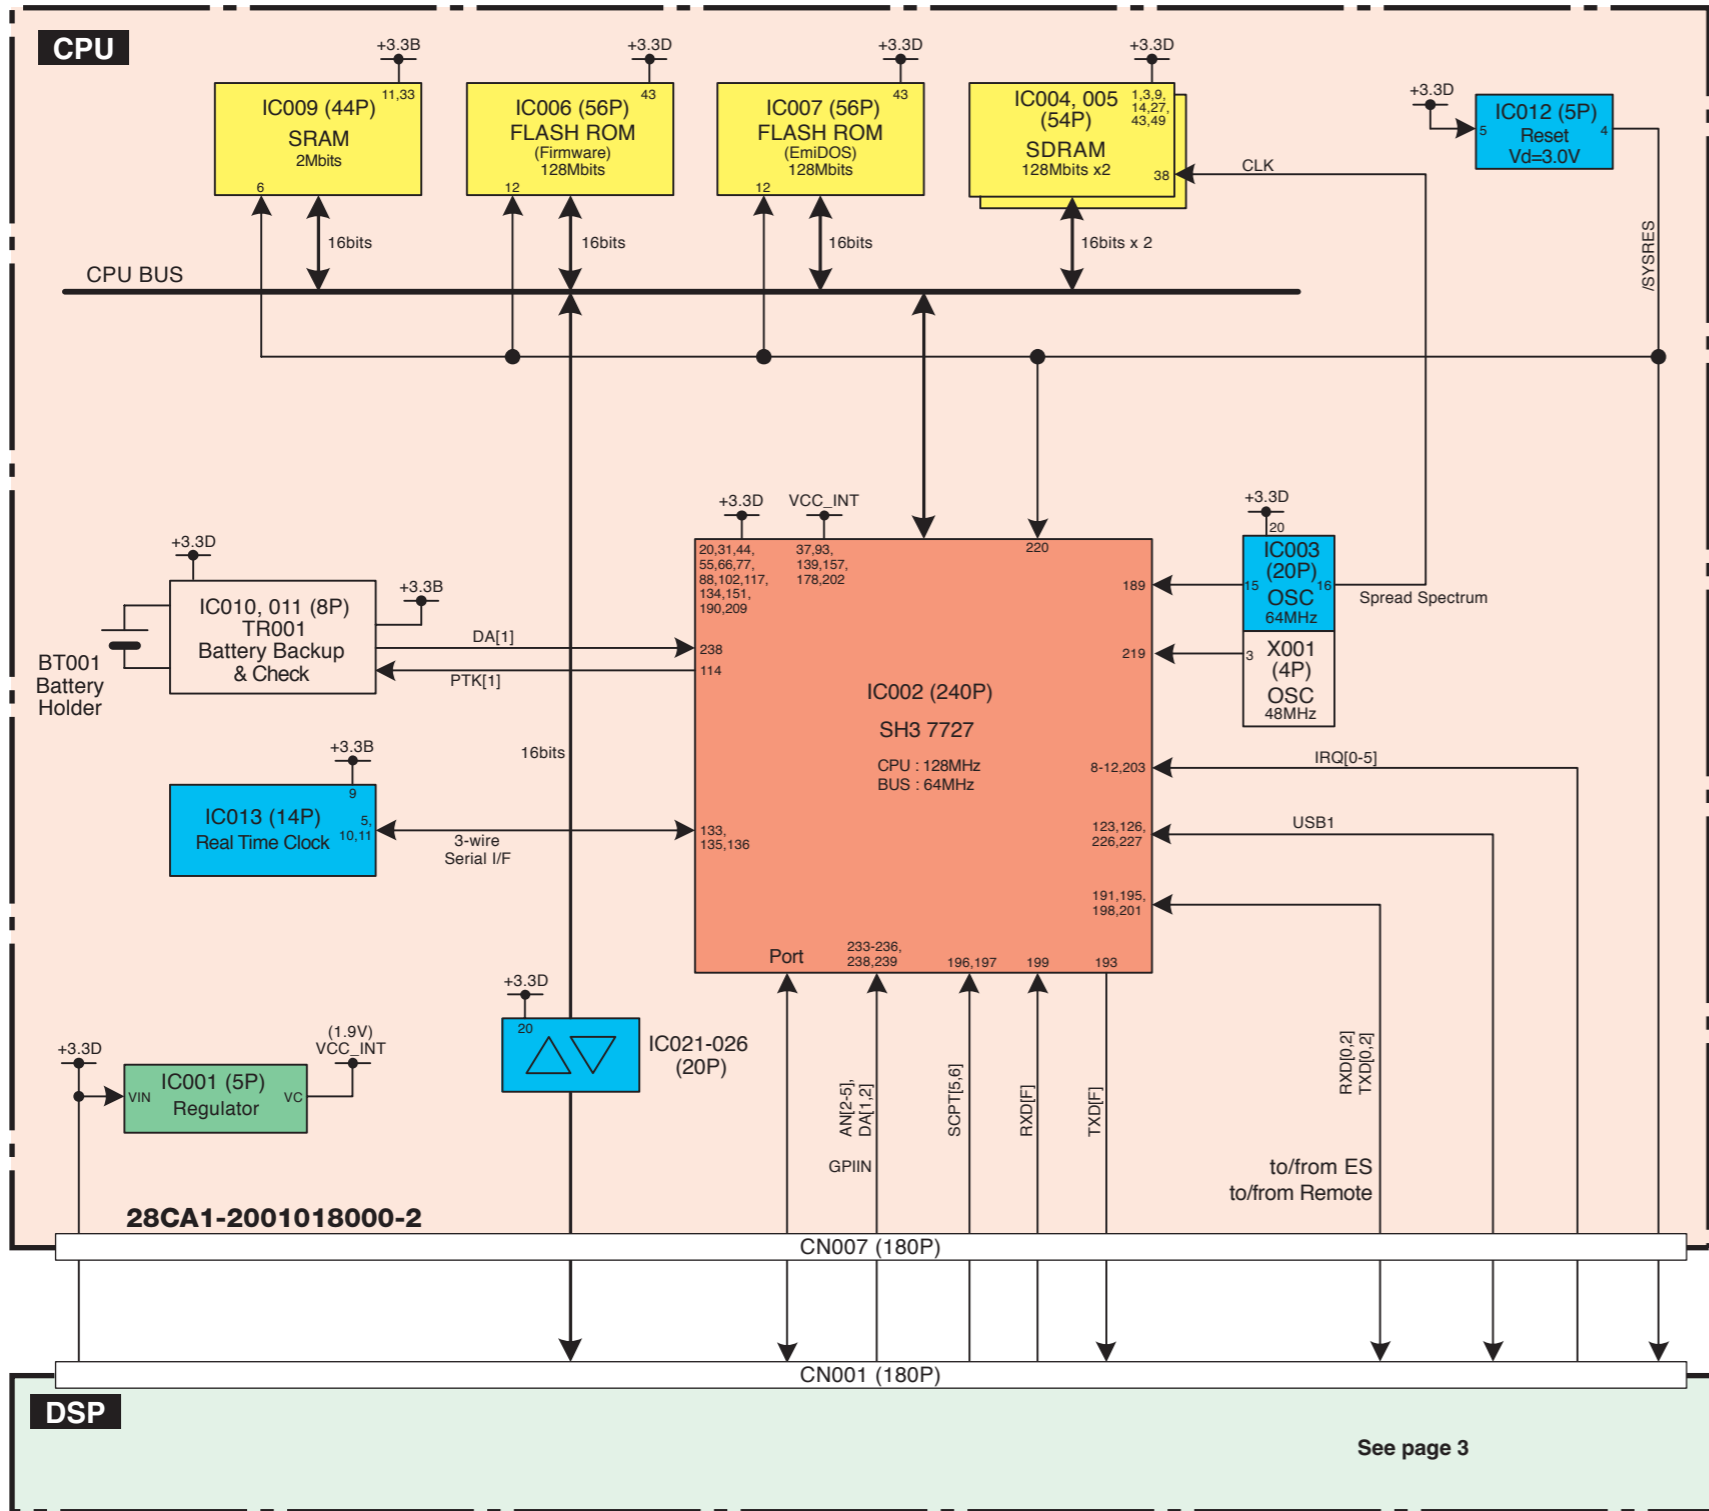 CPU
+3.3B
11,33
IC009 (44P)
SRAM
2Mbits
6
16bits
+3.3D
43
IC006 (56P)
FLASH ROM
(Firmware)
128Mbits
12
16bits
+3.3D
43
IC007 (56P)
FLASH ROM
(EmiDOS)
128Mbits
12
16bits
+3.3D
1,3,9,
14,27,
43,49
IC004, 005
(54P)
SDRAM
128Mbits x2
38
16bits x 2
CLK
+3.3D
IC012 (5P)
5
Reset
4
Vd=3.0V
/SYSRES
CPU BUS
+3.3D
VCC_INT
20,31,44,
55,66,77,
88,102,117,
134,151,
190,209
37,93,
139,157,
178,202
220
+3.3D
20
IC003
(20P)
15
16
OSC
64MHz
Spread Spectrum
189
219
3
X001
(4P)
OSC
48MHz
+3.3D
+3.3B
IC010, 011 (8P)
TR001
Battery Backup
& Check
BT001
Battery
Holder
DA[1]
238
PTK[1]
114
IC002 (240P)
SH3 7727
CPU : 128MHz
BUS : 64MHz
16bits
+3.3B
9
IC013 (14P)
Real Time Clock
5,
10,11
3-wire
Serial I/F
133,
135,136
8-12,203
IRQ[0-5]
123,126,
226,227
USB1
191,195,
198,201
Port
233-236,
238,239
196,197
199
193
+3.3D
20
IC021-026
(20P)
+3.3D
(1.9V)
VCC_INT
IC001 (5P)
VIN
Regulator
VC
AN[2-5],
DA[1,2]
GPIIN
SCPT[5,6]
RXD[F]
TXD[F]
RXD[0,2]
TXD[0,2]
to/from ES
to/from Remote
28CA1-2001018000-2
CN007 (180P)
CN001 (180P)
DSP
See page 3